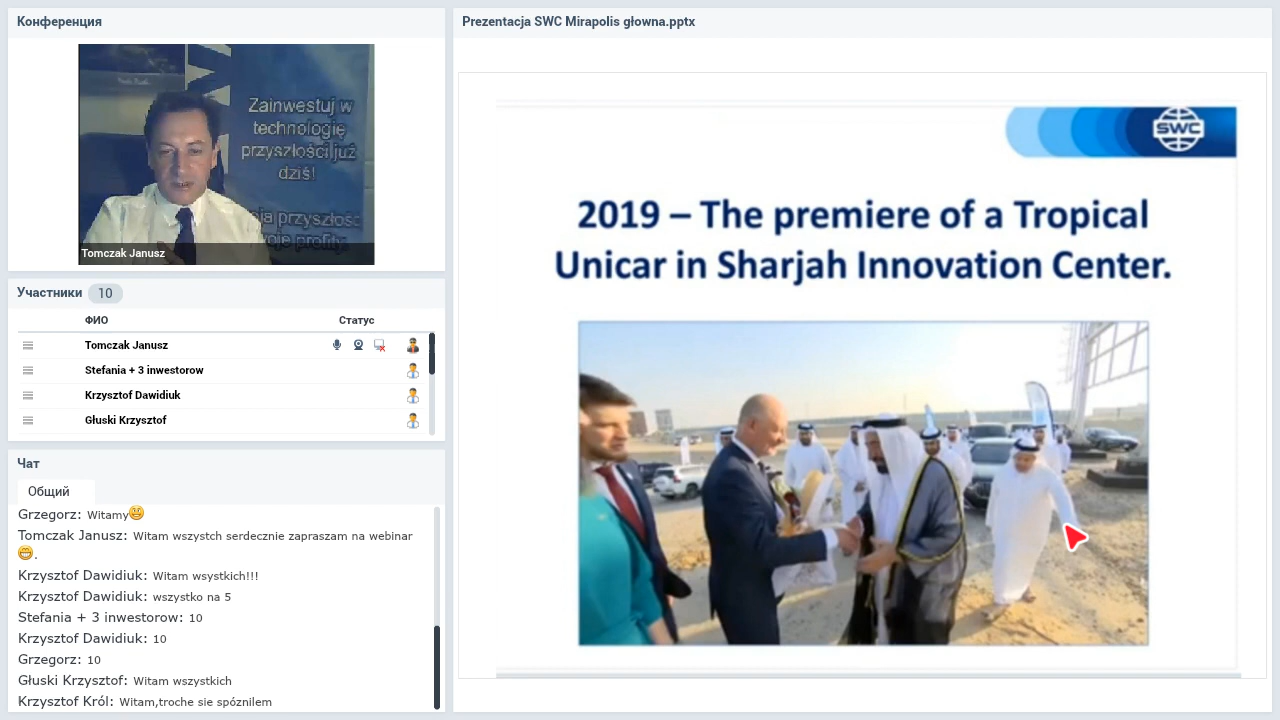 Конференция
Zainwestuj w
technologię
przyszłości już
dziś!
oja przyszłość
woje profity
Tomczak Janusz
Участники 10
ФИО Статус
Tomczak Janusz
Stefania + 3 inwestorow
Krzysztof Dawidiuk
Głuski Krzysztof
Чат
Общий
Grzegorz: Witamy
Tomczak Janusz: Witam wszystch serdecznie zapraszam na webinar
.
Krzysztof Dawidiuk: Witam wsystkich!!!
Krzysztof Dawidiuk: wszystko na 5
Stefania + 3 inwestorow: 10
Krzysztof Dawidiuk: 10
Grzegorz: 10
Głuski Krzysztof: Witam wszystkich
Krzysztof Król: Witam,troche sie spóznilem
Prezentacja SWC Mirapolis głowna.pptx
SWC
2019 – The premiere of a Tropical
Unicar in Sharjah Innovation Center.